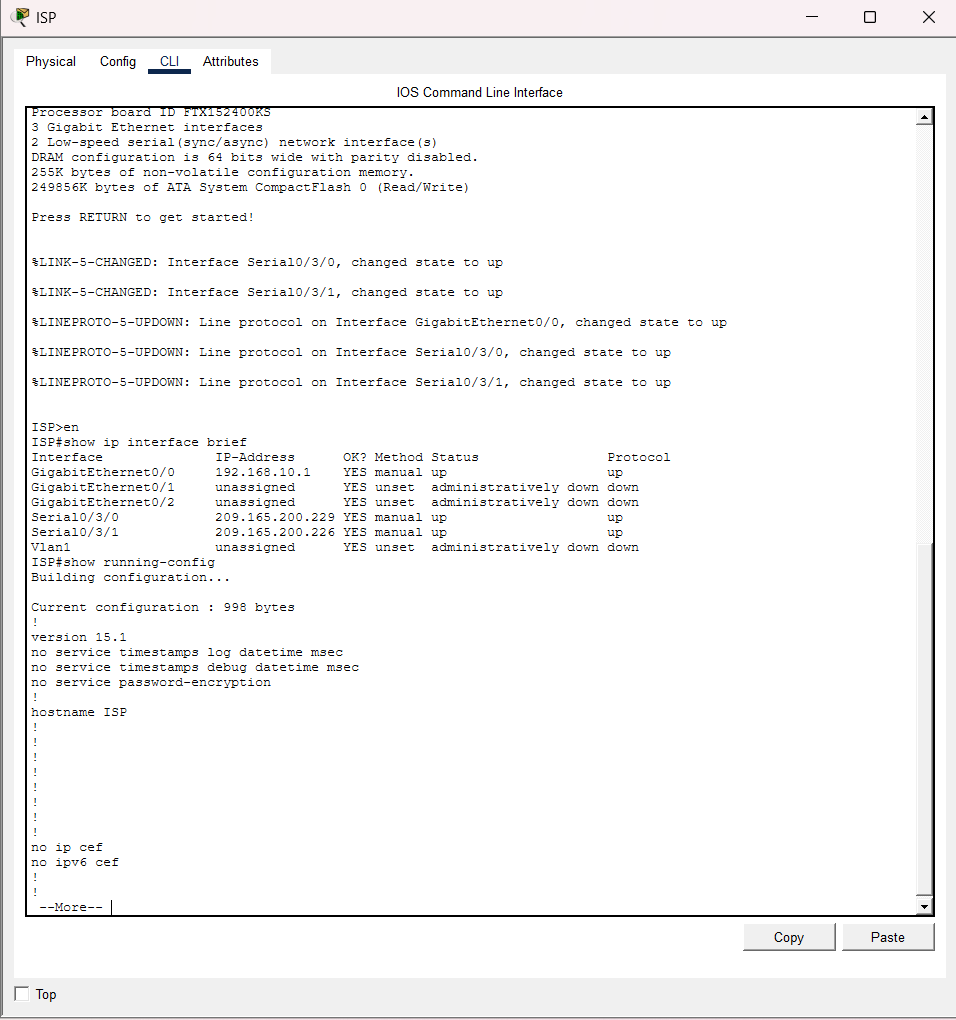 ISP
Physical Config CLI Attributes
IOS Command Line Interface
Processor board ID FTX152400KS
3 Gigabit Ethernet interfaces
2 Low-speed serial(sync/async) network interface(s)
DRAM configuration is 64 bits wide with parity disabled.
255K bytes of non-volatile configuration memory.
249856K bytes of ATA System CompactFlash 0 (Read/Write)
Press RETURN to get started!
%LINK-5-CHANGED: Interface Serial0/3/0, changed state to up
%LINK-5-CHANGED: Interface Serial0/3/1, changed state to up
%LINEPROTO-5-UPDOWN: Line protocol on Interface GigabitEthernet0/0, changed state to up
%LINEPROTO-5-UPDOWN: Line protocol on Interface Serial0/3/0, changed state to up
%LINEPROTO-5-UPDOWN: Line protocol on Interface Serial0/3/1, changed state to up
ISP>en
ISP#show ip interface brief
Interface IP-Address OK? Method Status Protocol
GigabitEthernet0/0 192.168.10.1 YES manual up up
GigabitEthernet0/1 unassigned YES unset administratively down down
GigabitEthernet0/2 unassigned YES unset administratively down down
Serial0/3/0 209.165.200.229 YES manual up up
Serial0/3/1 209.165.200.226 YES manual up up
Vlan1 unassigned YES unset administratively down down
ISP#show running-config
Building configuration...
Current configuration : 998 bytes
!
version 15.1
no service timestamps log datetime msec
no service timestamps debug datetime msec
no service password-encryption
!
hostname ISP
!
!
!
!
!
!
!
!
no ip cef
no ipv6 cef
!
!
--More--
Copy Paste
Top